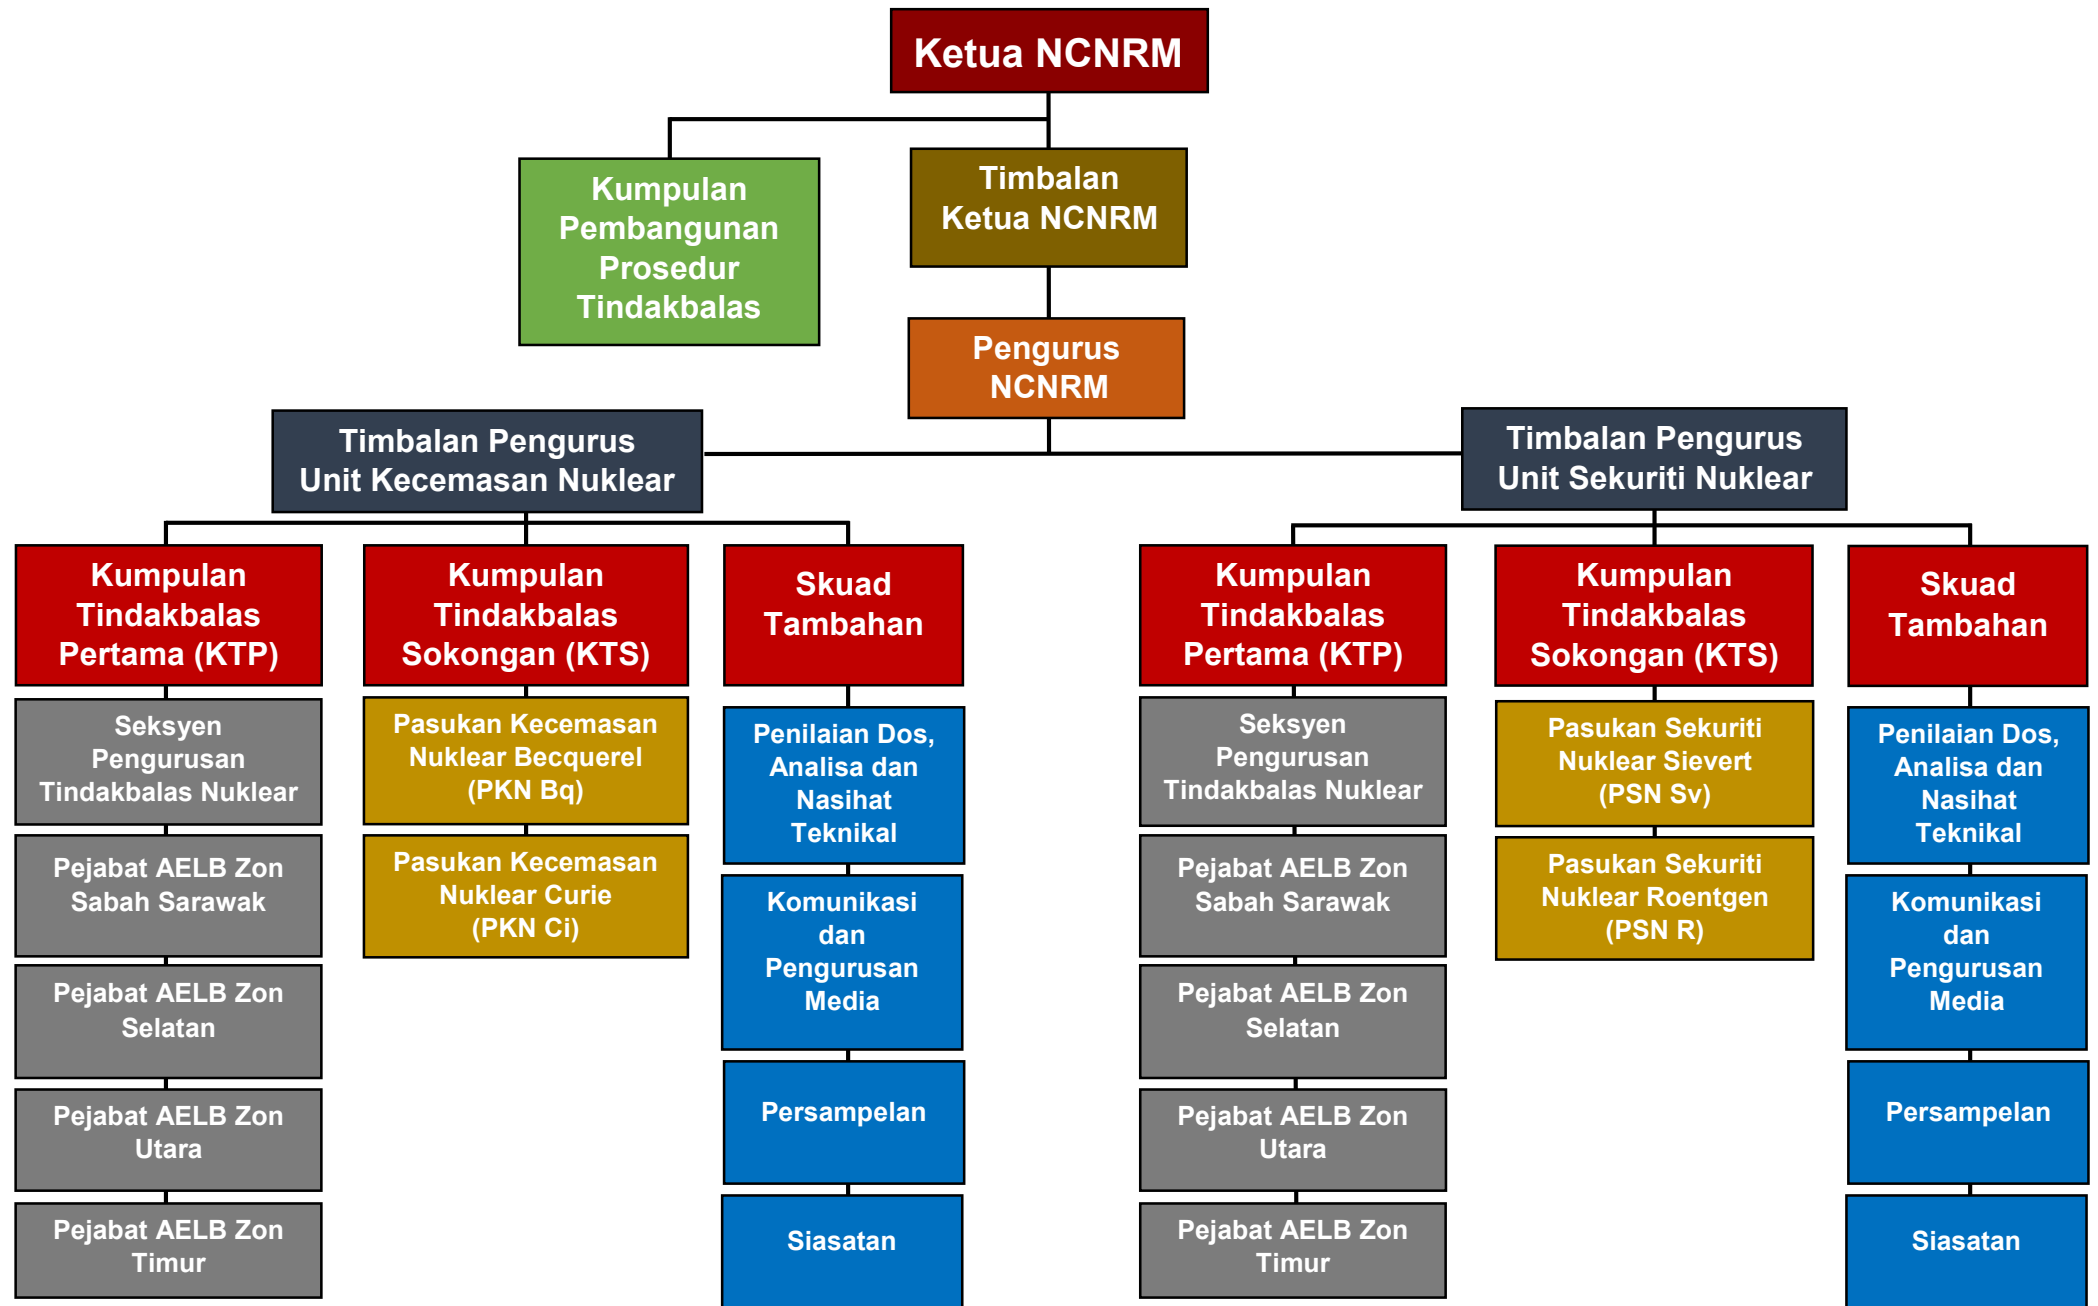 Ketua NCNRM
Kumpulan
Pembangunan
Prosedur
Tindakbalas
Timbalan
Ketua NCNRM
Pengurus
NCNRM
Timbalan Pengurus
Unit Kecemasan Nuklear
Timbalan Pengurus
Unit Sekuriti Nuklear
Kumpulan
Tindakbalas
Pertama (KTP)
Seksyen
Pengurusan
Tindakbalas Nuklear
Pejabat AELB Zon
Sabah Sarawak
Pejabat AELB Zon
Selatan
Pejabat AELB Zon
Utara
Pejabat AELB Zon
Timur
Kumpulan
Tindakbalas
Sokongan (KTS)
Pasukan Kecemasan
Nuklear Becquerel
(PKN Bq)
Pasukan Kecemasan
Nuklear Curie
(PKN Ci)
Skuad
Tambahan
Penilaian Dos,
Analisa dan
Nasihat
Teknikal
Komunikasi
dan
Pengurusan
Media
Persampelan
Siasatan
Kumpulan
Tindakbalas
Pertama (KTP)
Seksyen
Pengurusan
Tindakbalas Nuklear
Pejabat AELB Zon
Sabah Sarawak
Pejabat AELB Zon
Selatan
Pejabat AELB Zon
Utara
Pejabat AELB Zon
Timur
Kumpulan
Tindakbalas
Sokongan (KTS)
Pasukan Sekuriti
Nuklear Sievert
(PSN Sv)
Pasukan Sekuriti
Nuklear Roentgen
(PSN R)
Skuad
Tambahan
Penilaian Dos,
Analisa dan
Nasihat
Teknikal
Komunikasi
dan
Pengurusan
Media
Persampelan
Siasatan